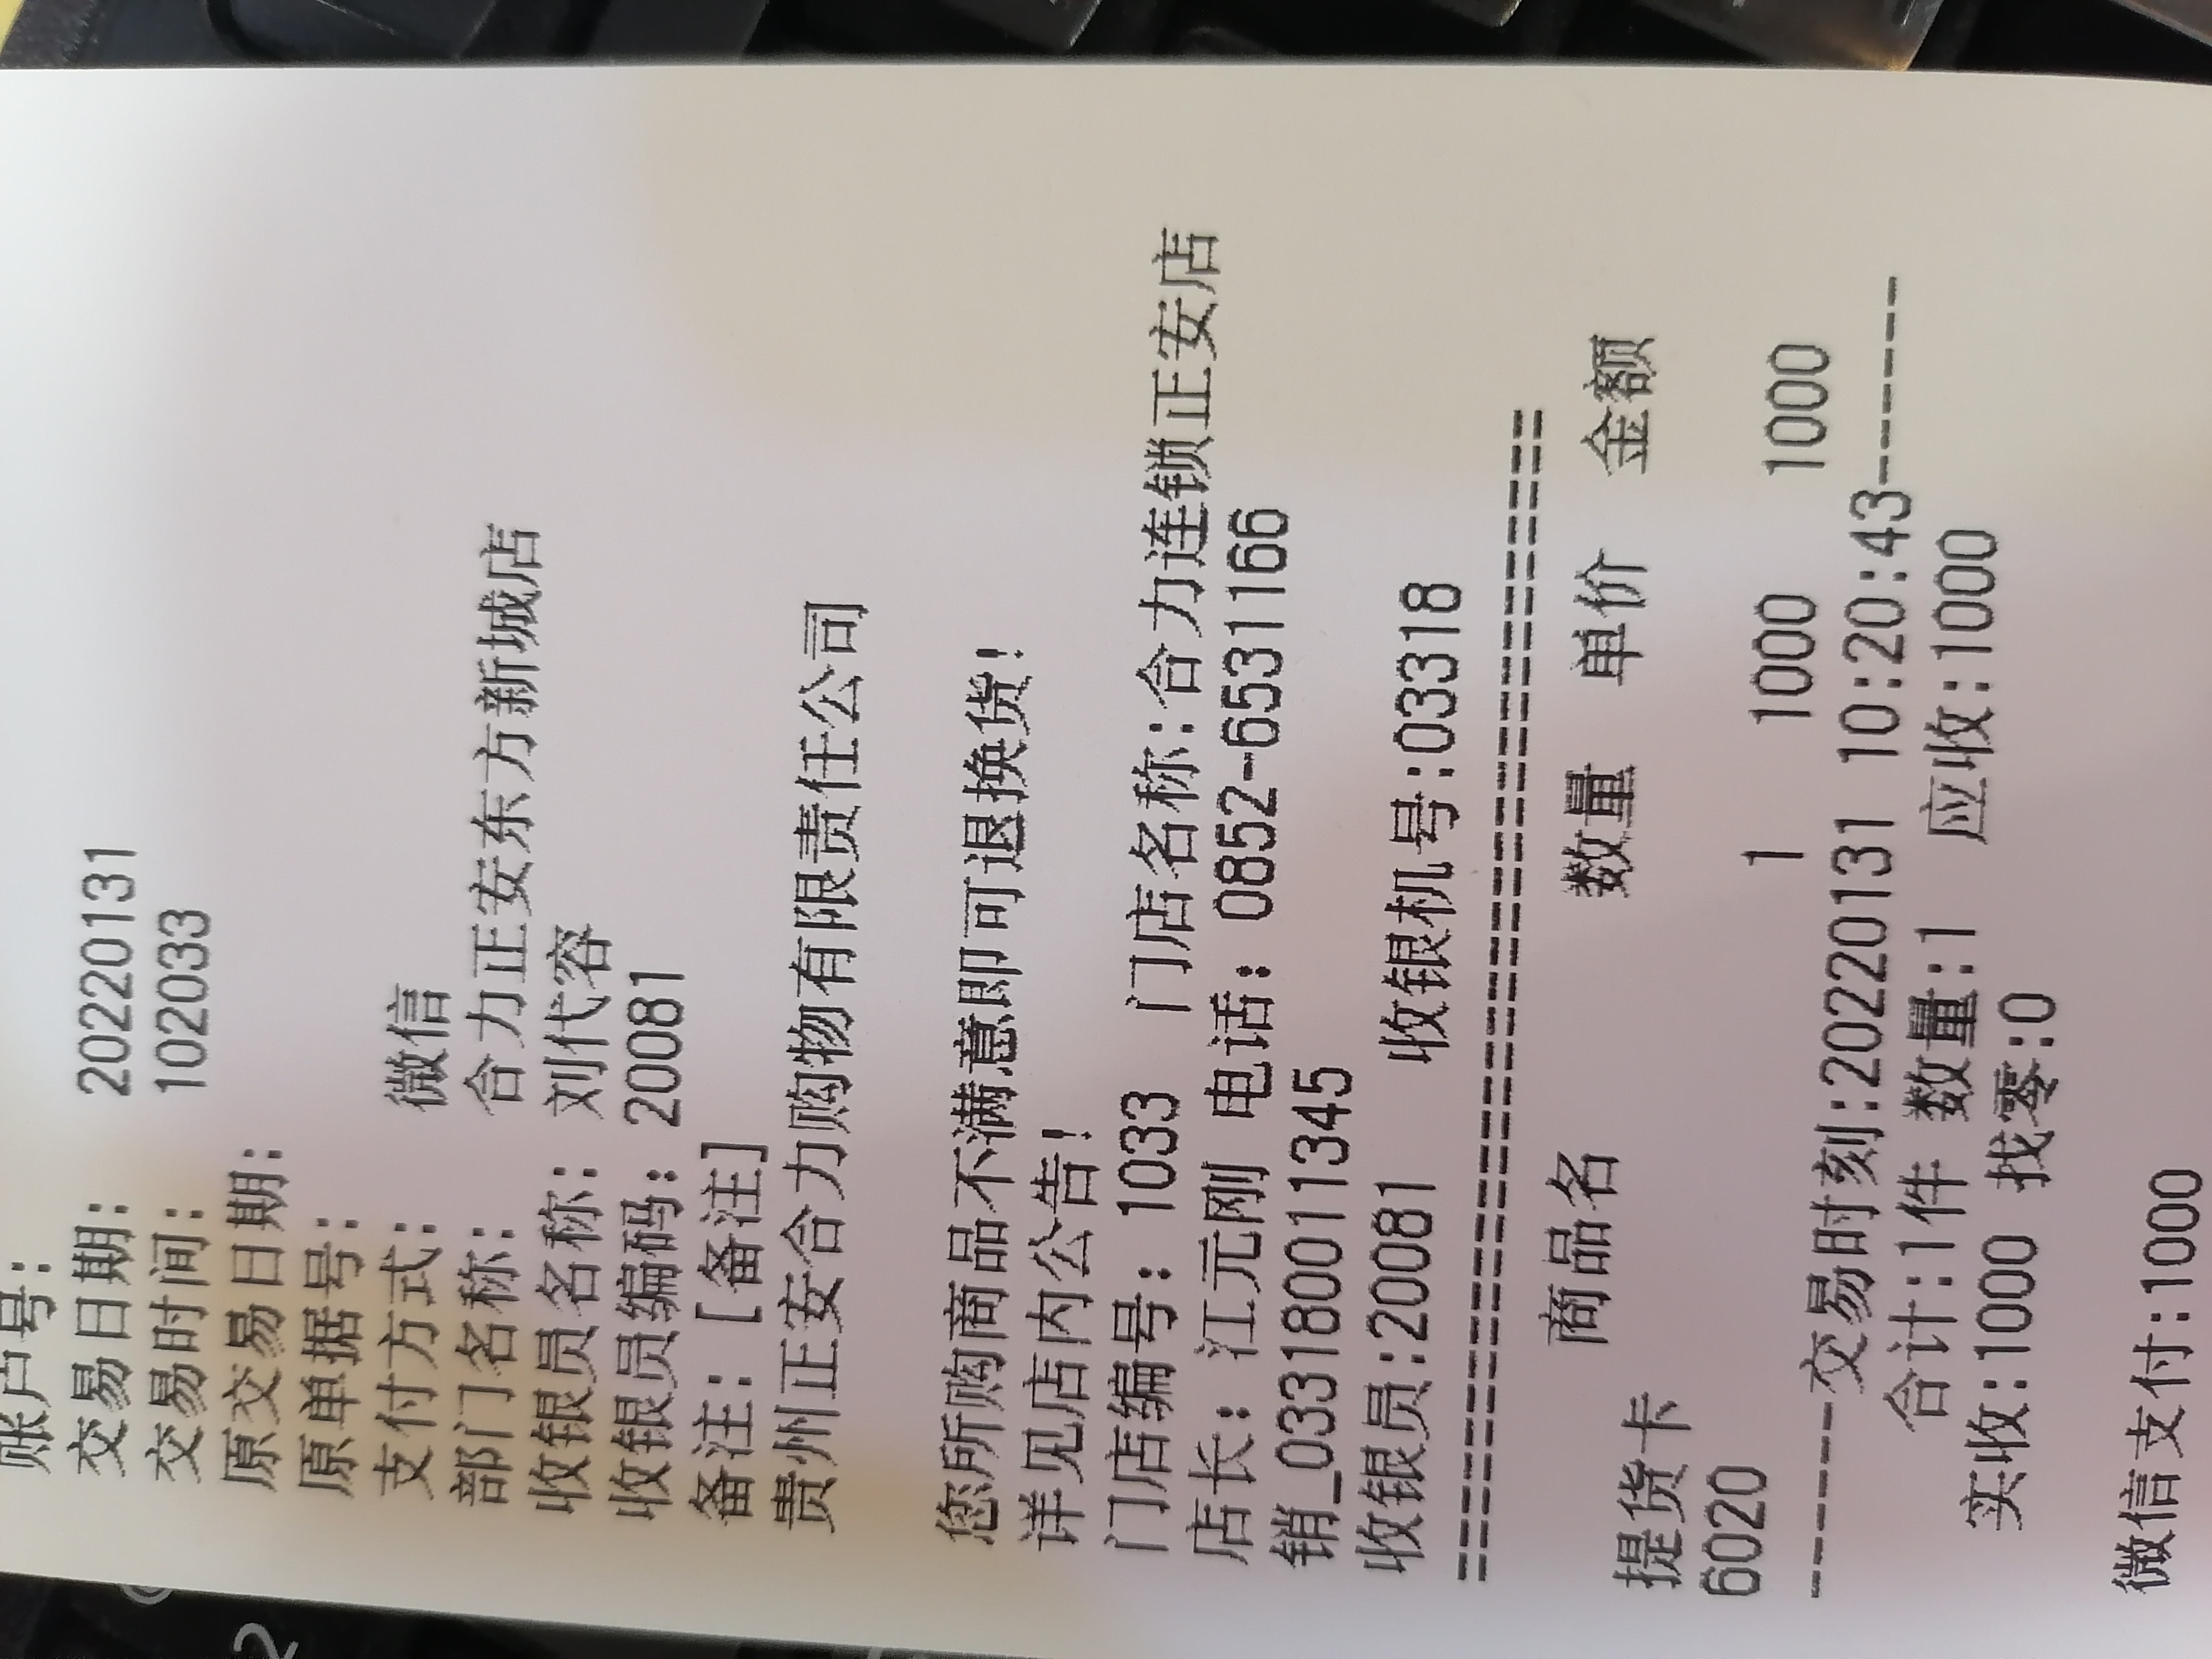 账户号:
交易日期: 20220131
交易时间: 102033
原交易日期:
原单据号:
支付方式: 微信
部门名称: 合力正安东方新城店
收银员名称: 刘代容
收银员编码: 20081
备注: [备注]
贵州正安合力购物有限责任公司
您所购商品不满意即可退换货!
详见店内公告!
门店编号: 1033 门店名称:合力连锁正安店
店长: 江元刚 电话: 0852-6531166
销_033180011345
收银员:20081 收银机号:03318
================================
商品名 数量 单价 金额
提货卡
6020 1 1000 1000
------交易时刻:20220131 10:20:43------
合计:1件 数量:1 应收:1000
实收:1000 找零:0
微信支付:1000
2